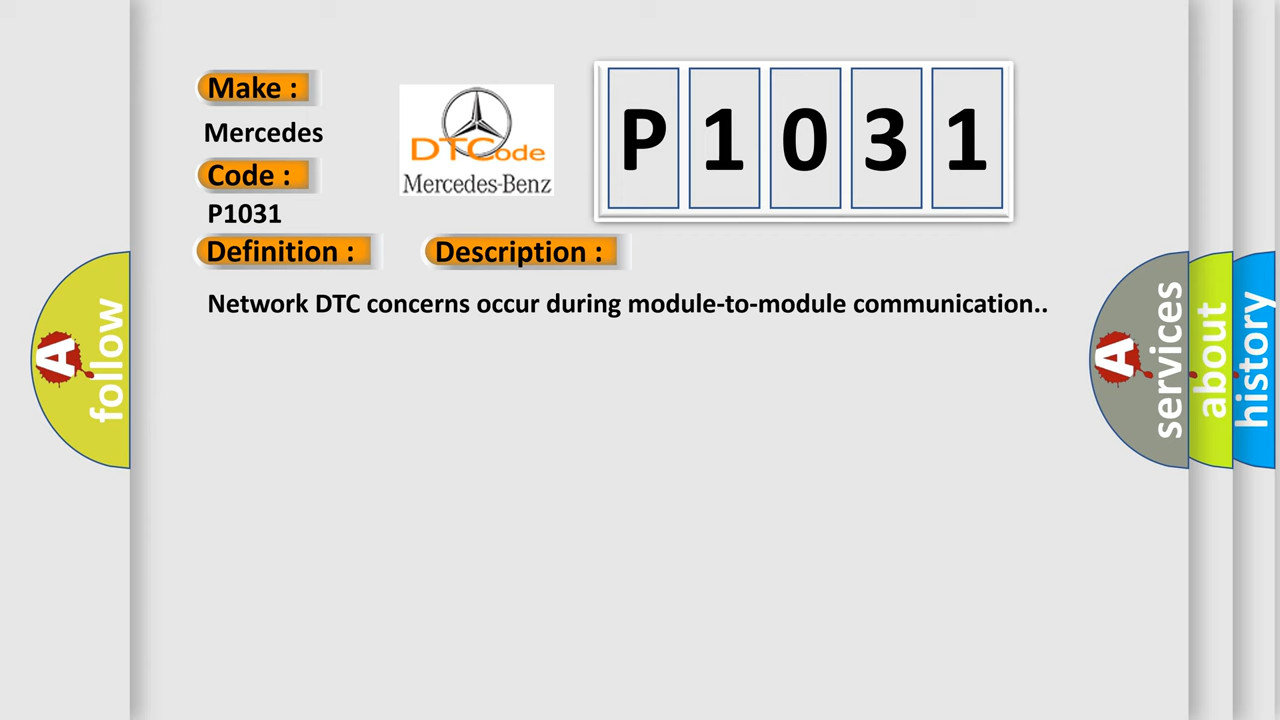 Make :
Mercedes
Code :
P1031
Definition :
Description :
Network DTC concerns occur during module-to-module communication..
DTCode
Mercedes-Benz
P 1 0 3 1
A follow
A services
about
history